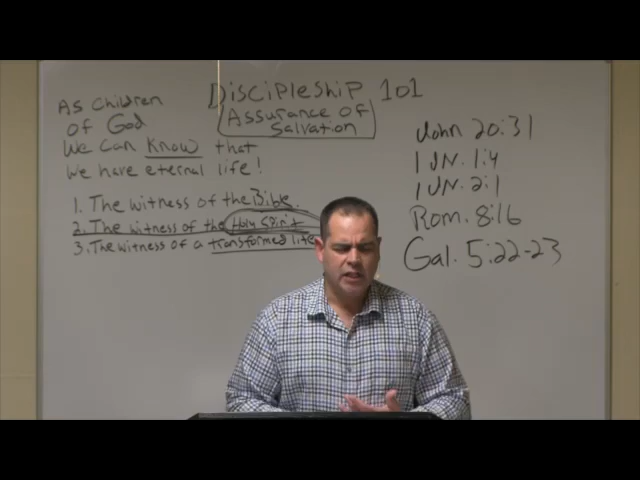 Discipleship 101
Assurance of
Salvation
As Children
of God
We Can Know that
We have eternal life!
1. The witness of the Bible.
2. The witness of the Holy Spirit
3. The witness of a transformed life
John 20:31
1 JN. 1:4
1 JN. 2:1
Rom. 8:16
Gal. 5:22-23